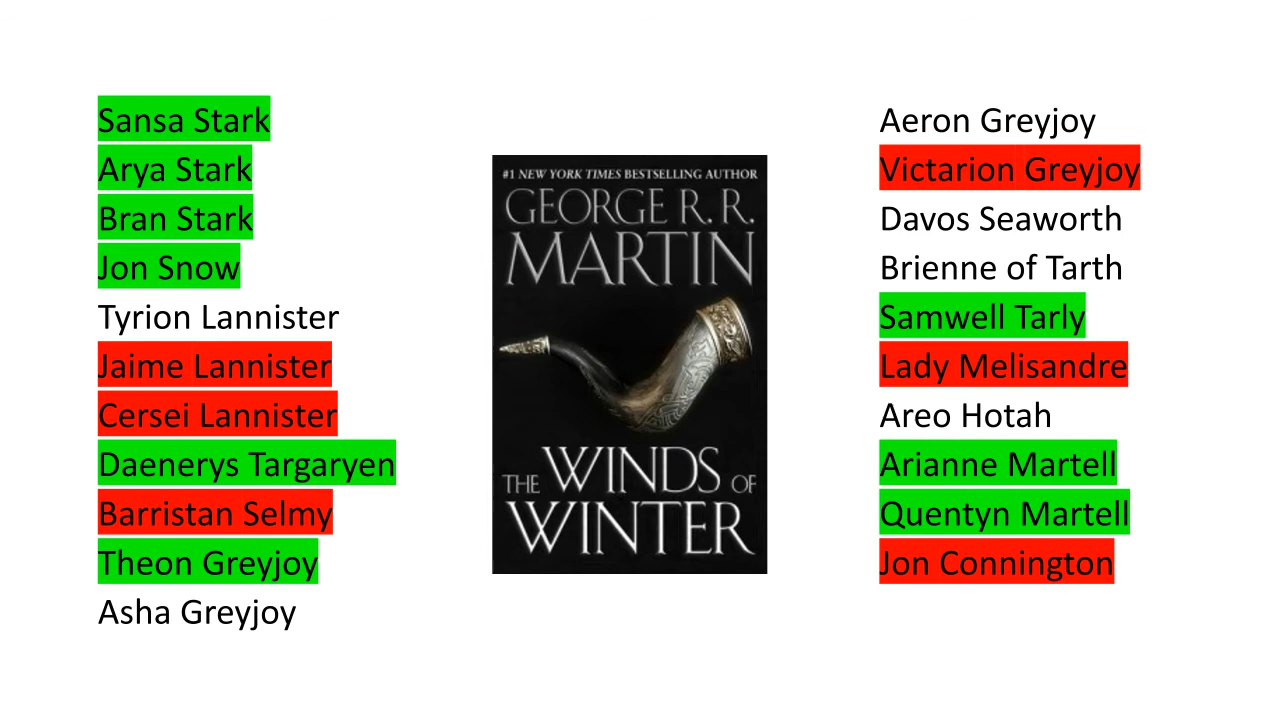 Sansa Stark
Arya Stark
Bran Stark
Jon Snow
Tyrion Lannister
Jaime Lannister
Cersei Lannister
Daenerys Targaryen
Barristan Selmy
Theon Greyjoy
Asha Greyjoy
#1 NEW YORK TIMES BESTSELLING AUTHOR
GEORGE R. R.
MARTIN
THE WINDS OF
WINTER
Aeron Greyjoy
Victarion Greyjoy
Davos Seaworth
Brienne of Tarth
Samwell Tarly
Lady Melisandre
Areo Hotah
Arianne Martell
Quentyn Martell
Jon Connington